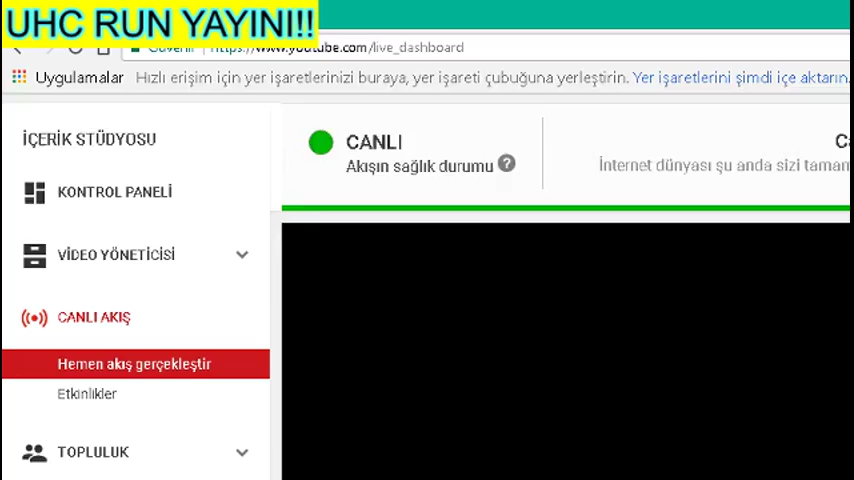 UHC RUN YAYINI!!
Güvenli https://www.youtube.com/live_dashboard
Uygulamalar Hızlı erişim için yer işaretlerinizi buraya, yer işareti çubuğuna yerleştirin. Yer işaretlerini şimdi içe aktarın.
İÇERİK STÜDYOSU
KONTROL PANELİ
VİDEO YÖNETİCİSİ
CANLI AKIŞ
Hemen akış gerçekleştir
Etkinlikler
TOPLULUK
CANLI
Akışın sağlık durumu ?
İnternet dünyası şu anda sizi